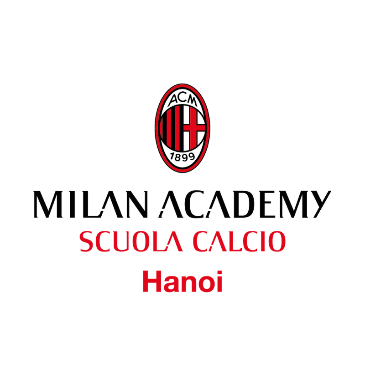 ACM
1899
MILAN ACADEMY
SCUOLA CALCIO
Hanoi